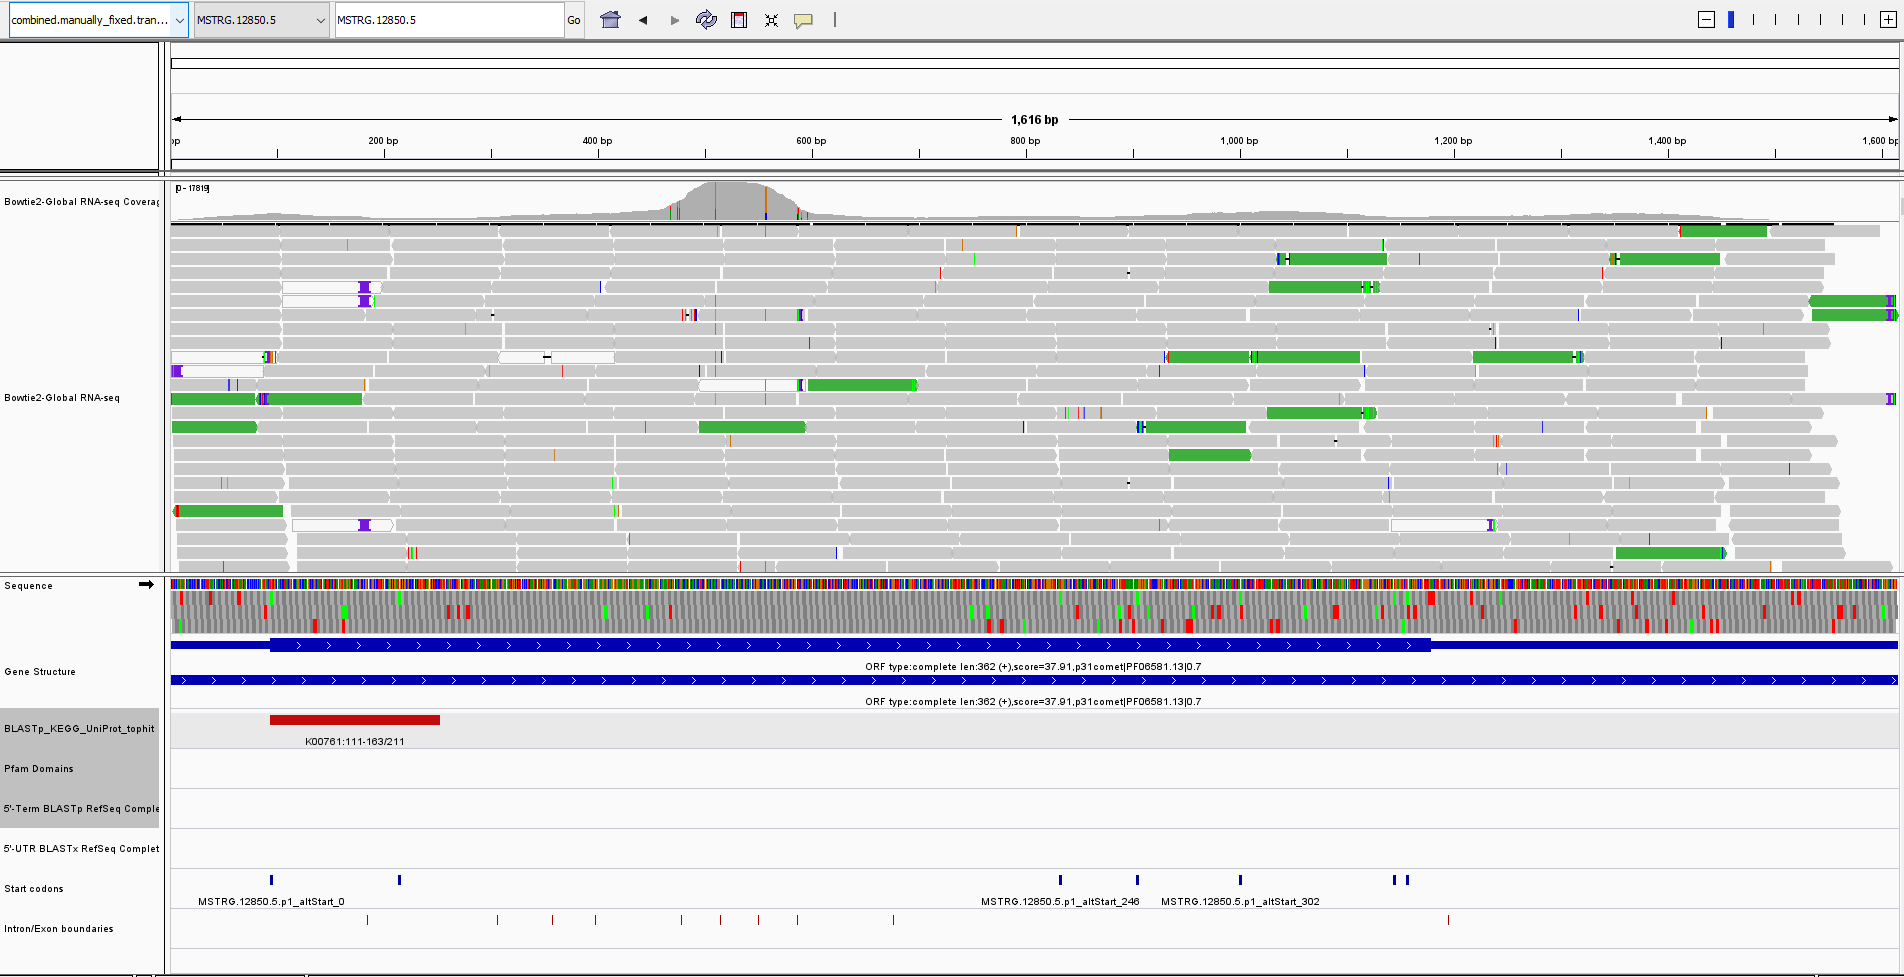 combined.manually_fixed.tran... MSTRG.12850.5 MSTRG.12850.5 Go
1,616 bp
200 bp 400 bp 600 bp 800 bp 1,000 bp 1,200 bp 1,400 bp 1,600 bp
[0 - 17819]
Bowtie2-Global RNA-seq Coverag
Bowtie2-Global RNA-seq
Sequence
ORF type:complete len:362 (+),score=37.91,p31comet|PF06581.13|0.7
Gene Structure
ORF type:complete len:362 (+),score=37.91,p31comet|PF06581.13|0.7
BLASTp_KEGG_UniProt_tophit
K00761:111-163/211
Pfam Domains
5'-Term BLASTp RefSeq Comple
5'-UTR BLASTx RefSeq Complet
Start codons
MSTRG.12850.5.p1_altStart_0 MSTRG.12850.5.p1_altStart_246 MSTRG.12850.5.p1_altStart_302
Intron/Exon boundaries